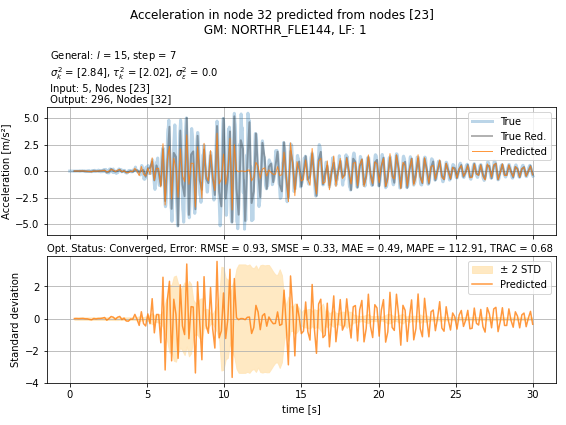 Acceleration in node 32 predicted from nodes [23]
GM: NORTHR_FLE144, LF: 1
General: l = 15, step = 7
σ²ₖ = [2.84], τ²ₖ = [2.02], σ²ε = 0.0
Input: 5, Nodes [23]
Output: 296, Nodes [32]
Acceleration [m/s²]
5.0
2.5
0.0
−2.5
−5.0
True
True Red.
Predicted
Opt. Status: Converged, Error: RMSE = 0.93, SMSE = 0.33, MAE = 0.49, MAPE = 112.91, TRAC = 0.68
Standard deviation
2
0
−2
−4
± 2 STD
Predicted
0 5 10 15 20 25 30
time [s]